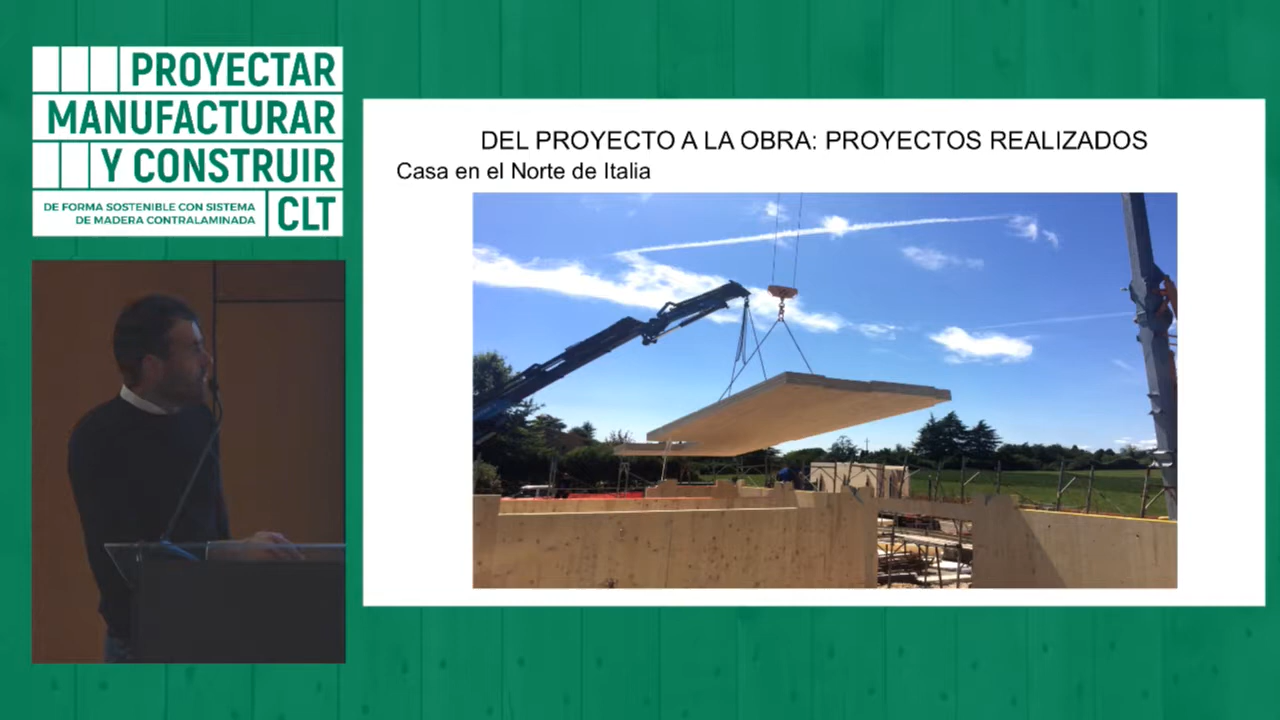 PROYECTAR
MANUFACTURAR
Y CONSTRUIR
DE FORMA SOSTENIBLE CON SISTEMA
DE MADERA CONTRALAMINADA
CLT
DEL PROYECTO A LA OBRA: PROYECTOS REALIZADOS
Casa en el Norte de Italia